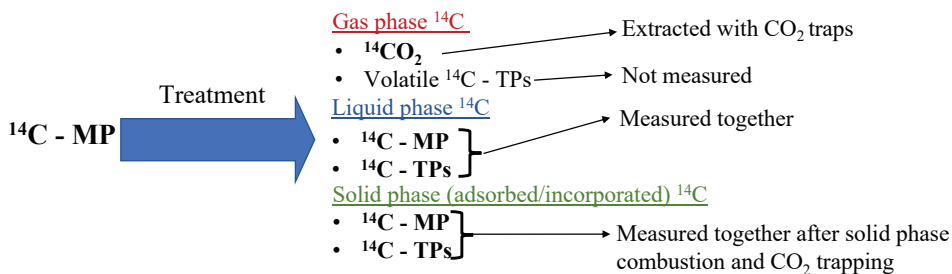 Gas phase ¹⁴C
• ¹⁴CO₂
Extracted with CO₂ traps
• Volatile ¹⁴C - TPs
Not measured
Treatment
¹⁴C - MP
Liquid phase ¹⁴C
• ¹⁴C - MP
• ¹⁴C - TPs
Measured together
Solid phase (adsorbed/incorporated) ¹⁴C
• ¹⁴C - MP
• ¹⁴C - TPs
Measured together after solid phase
combustion and CO₂ trapping